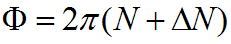 Φ = 2π(N + ΔN)